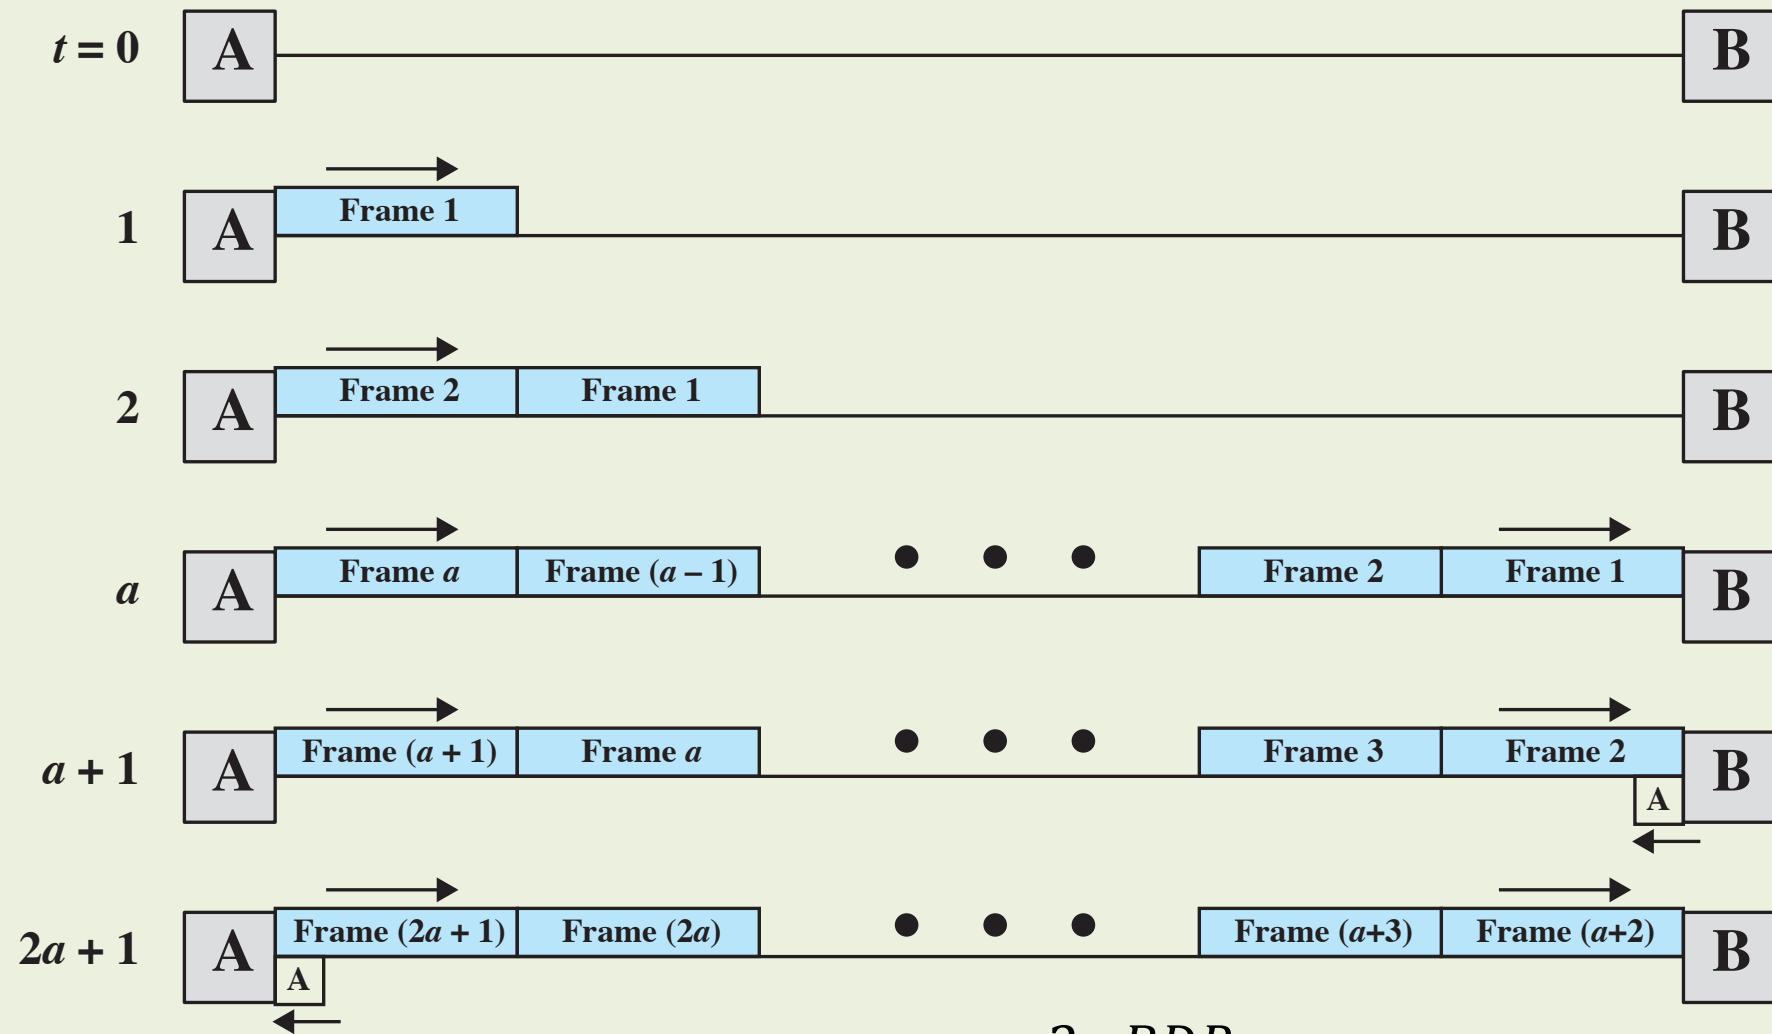 t = 0 A B
1 A Frame 1 B
2 A Frame 2 Frame 1 B
a A Frame a Frame (a – 1) Frame 2 Frame 1 B
a + 1 A Frame (a + 1) Frame a Frame 3 Frame 2 B
A
2a + 1 A Frame (2a + 1) Frame (2a) Frame (a+3) Frame (a+2) B
A